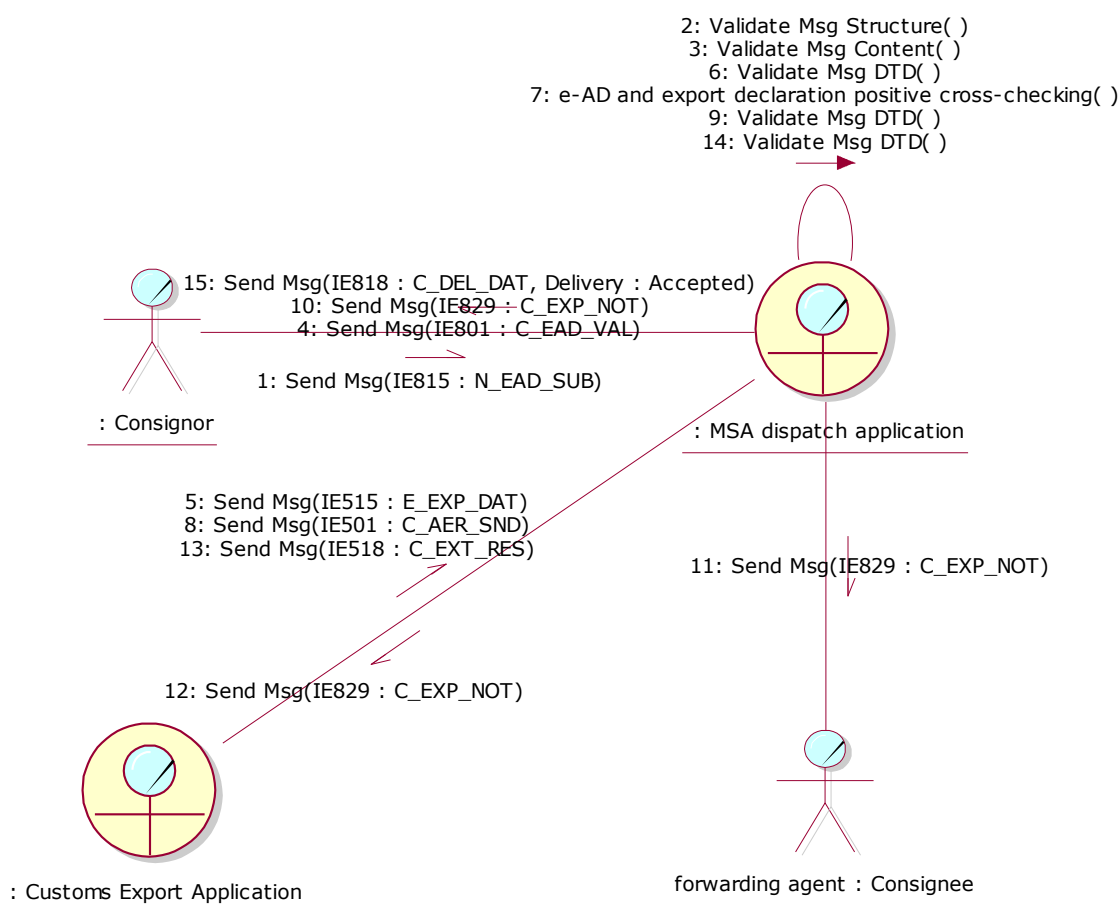 2: Validate Msg Structure( )
3: Validate Msg Content( )
6: Validate Msg DTD( )
7: e-AD and export declaration positive cross-checking( )
9: Validate Msg DTD( )
14: Validate Msg DTD( )
15: Send Msg(IE818 : C_DEL_DAT, Delivery : Accepted)
10: Send Msg(IE829 : C_EXP_NOT)
4: Send Msg(IE801 : C_EAD_VAL)
1: Send Msg(IE815 : N_EAD_SUB)
: Consignor
: MSA dispatch application
5: Send Msg(IE515 : E_EXP_DAT)
8: Send Msg(IE501 : C_AER_SND)
13: Send Msg(IE518 : C_EXT_RES)
11: Send Msg(IE829 : C_EXP_NOT)
12: Send Msg(IE829 : C_EXP_NOT)
: Customs Export Application
forwarding agent : Consignee